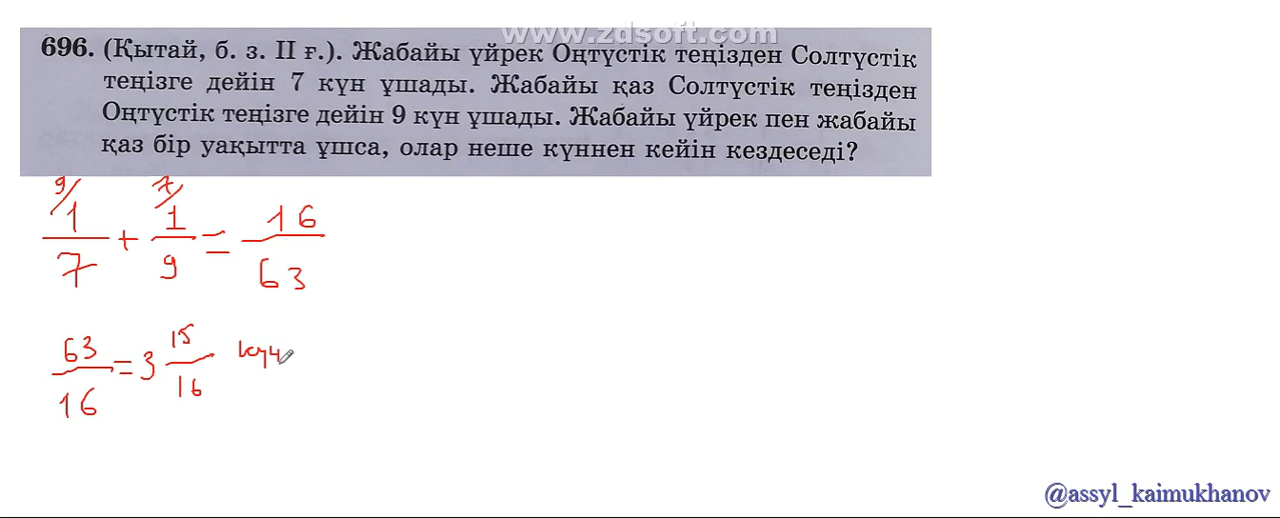 www.zdsoft.com
696. (Қытай, б. з. II ғ.). Жабайы үйрек Оңтүстік теңізден Солтүстік
теңізге дейін 7 күн ұшады. Жабайы қаз Солтүстік теңізден
Оңтүстік теңізге дейін 9 күн ұшады. Жабайы үйрек пен жабайы
қаз бір уақытта ұшса, олар неше күннен кейін кездеседі?
9/ 7/
1/7 + 1/9 = 16/63
63/16 = 3 15/16 күн
@assyl_kaimukhanov